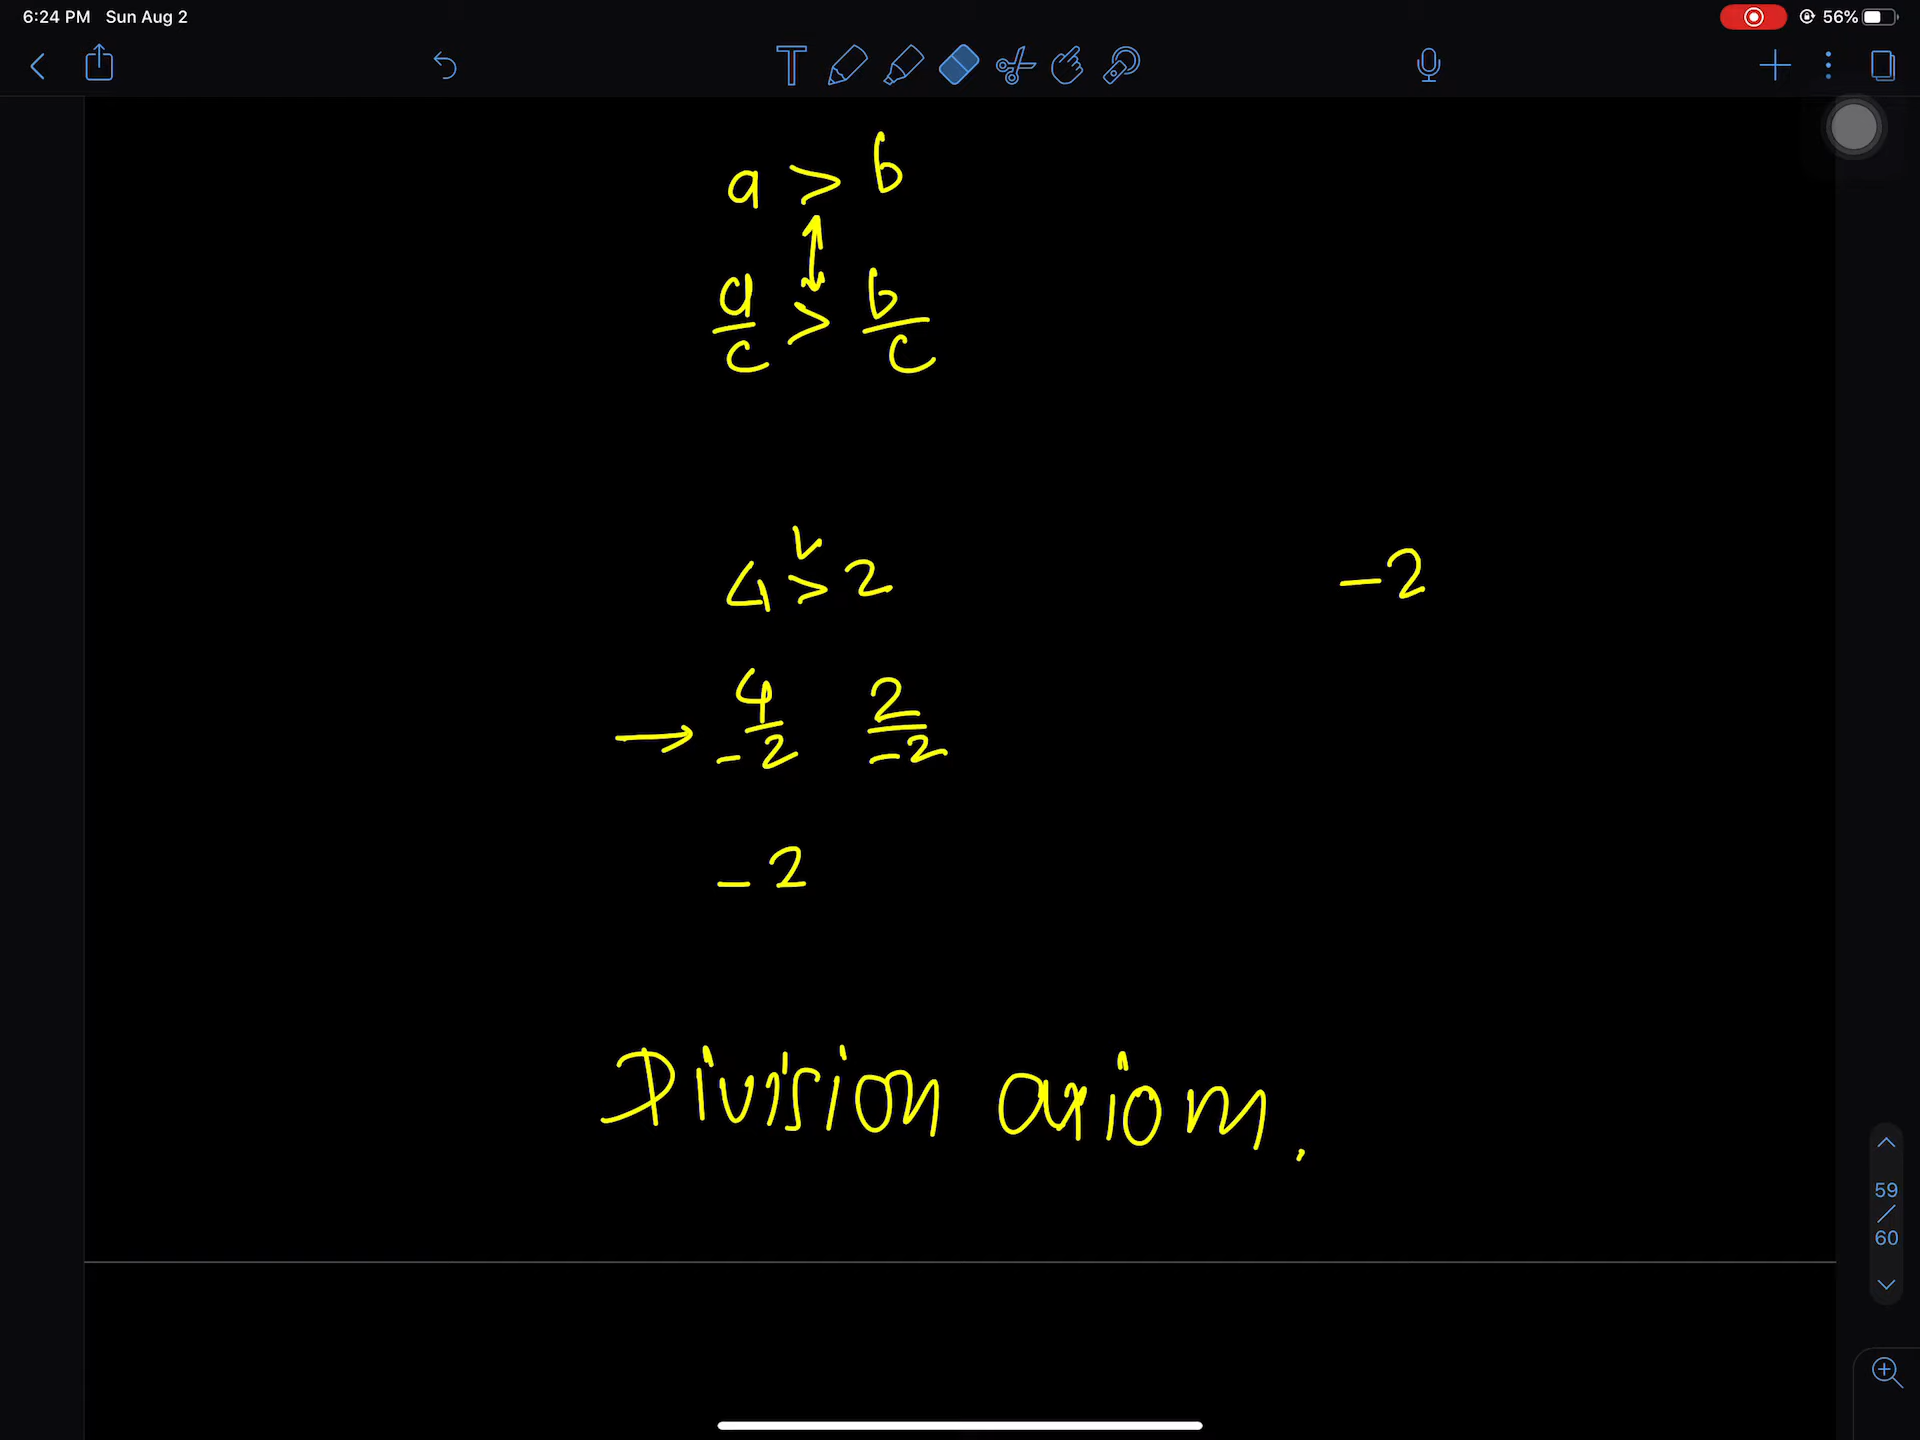 6:24 PM Sun Aug 2
56%
T
a > b
a/c > b/c
4 > 2
-2
→ 4/-2 2/-2
-2
Division axiom.
59
/
60